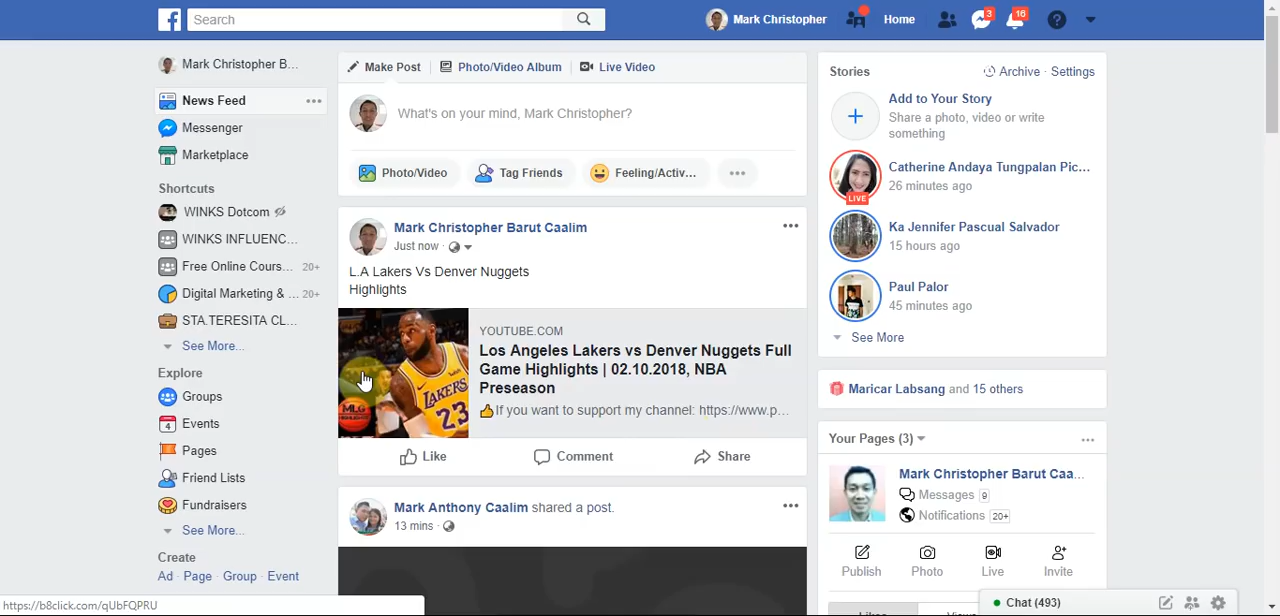 Search
Mark Christopher
Home
3
16
Mark Christopher B...
News Feed
Messenger
Marketplace
Shortcuts
WINKS Dotcom
WINKS INFLUENC...
Free Online Cours... 20+
Digital Marketing & ... 20+
STA TERESITA CL...
See More...
Explore
Groups
4 Events
Pages
Friend Lists
Fundraisers
See More...
Create
Ad · Page · Group · Event
https://b8click.com/qUbFQPRU
Make Post
Photo/Video Album
Live Video
What's on your mind, Mark Christopher?
Photo/Video
Tag Friends
Feeling/Activ...
Mark Christopher Barut Caalim
Just now ·
L.A Lakers Vs Denver Nuggets
Highlights
LAKERS
23
MLG
HIGHLIGHTS
YOUTUBE.COM
Los Angeles Lakers vs Denver Nuggets Full
Game Highlights | 02.10.2018, NBA
Preseason
If you want to support my channel: https://www.p...
Like
Comment
Share
Mark Anthony Caalim shared a post.
13 mins ·
Stories
Archive · Settings
Add to Your Story
Share a photo, video or write
something
Catherine Andaya Tungpalan Pic...
26 minutes ago
LIVE
Ka Jennifer Pascual Salvador
15 hours ago
Paul Palor
45 minutes ago
See More
Maricar Labsang and 15 others
Your Pages (3)
Mark Christopher Barut Caa...
Messages 9
Notifications 20+
Publish
Photo
Live
Invite
Likes
Views
Chat (493)